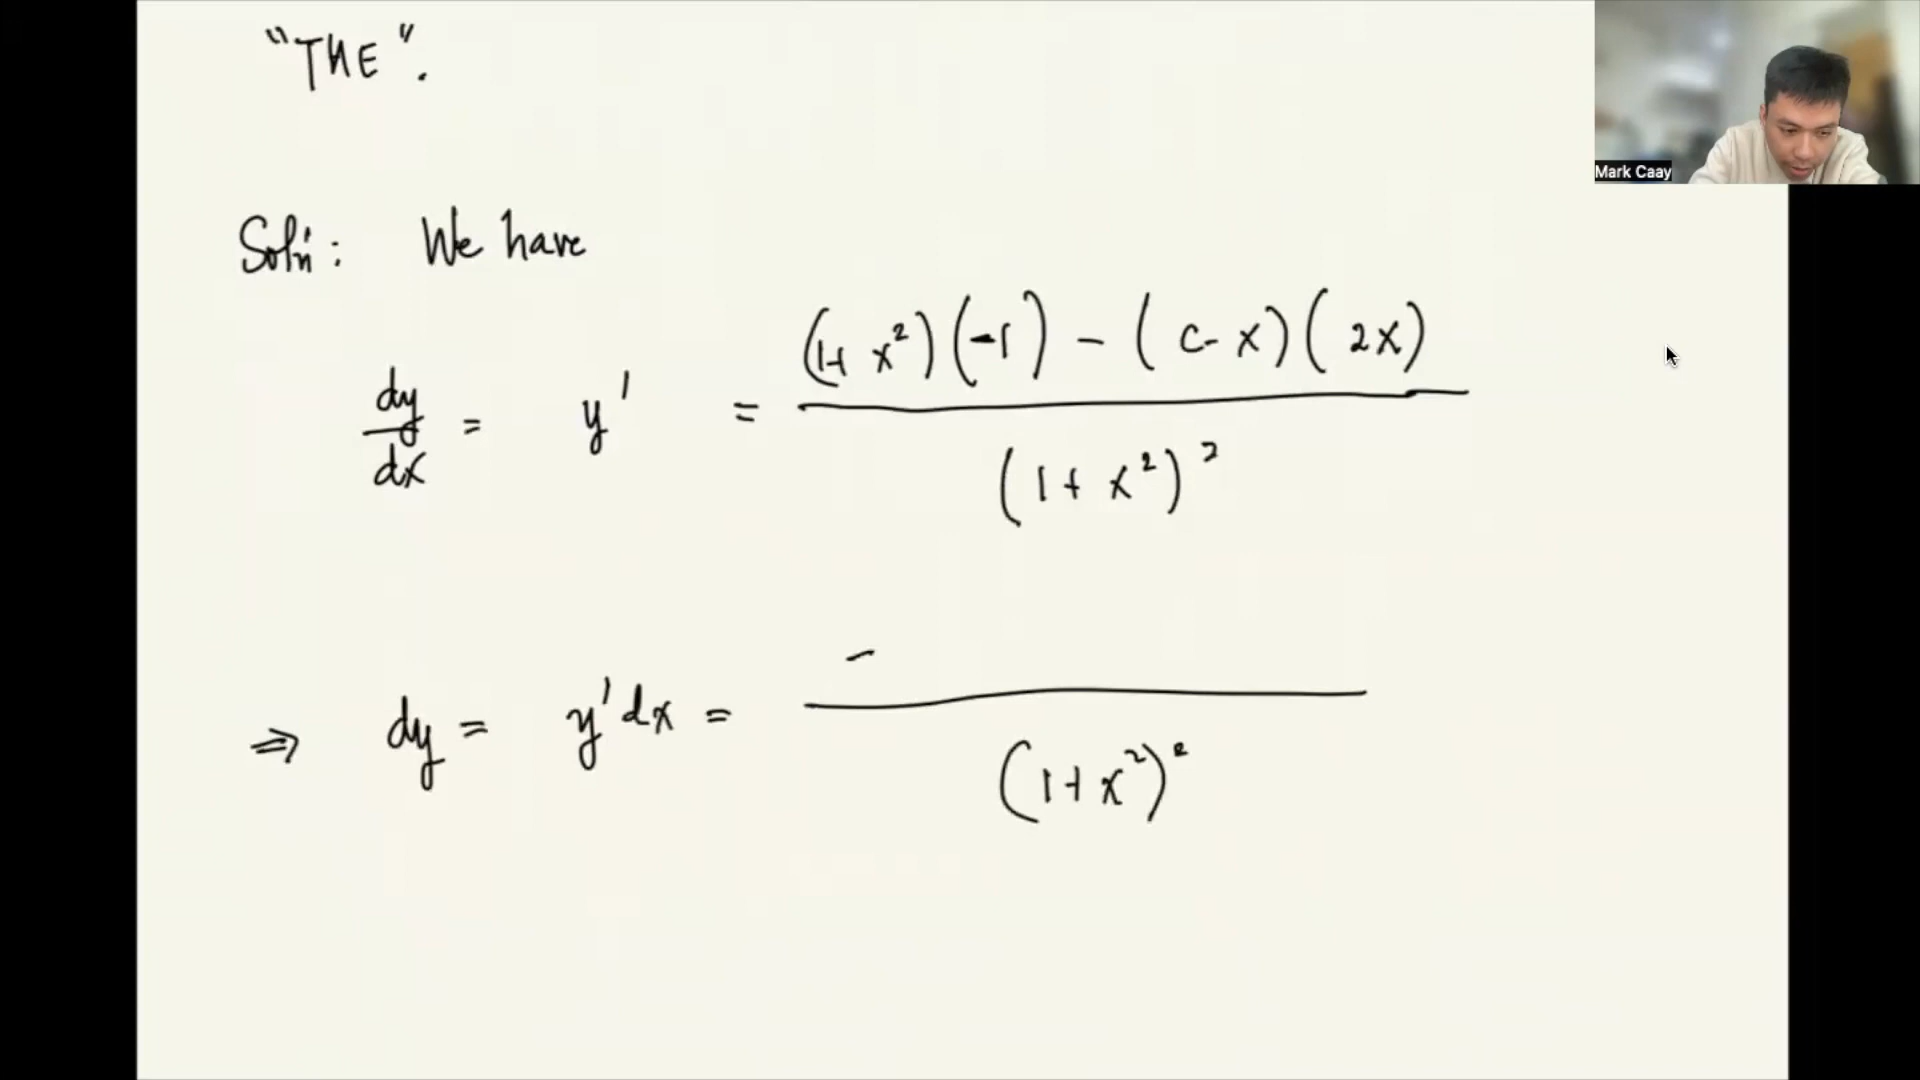 "THE".
Mark Caay
Sol'n: We have
dy/dx = y' = ((1+x²)(-1) - (c-x)(2x))/(1+x²)²
⇒ dy = y'dx = (-)/(1+x²)²